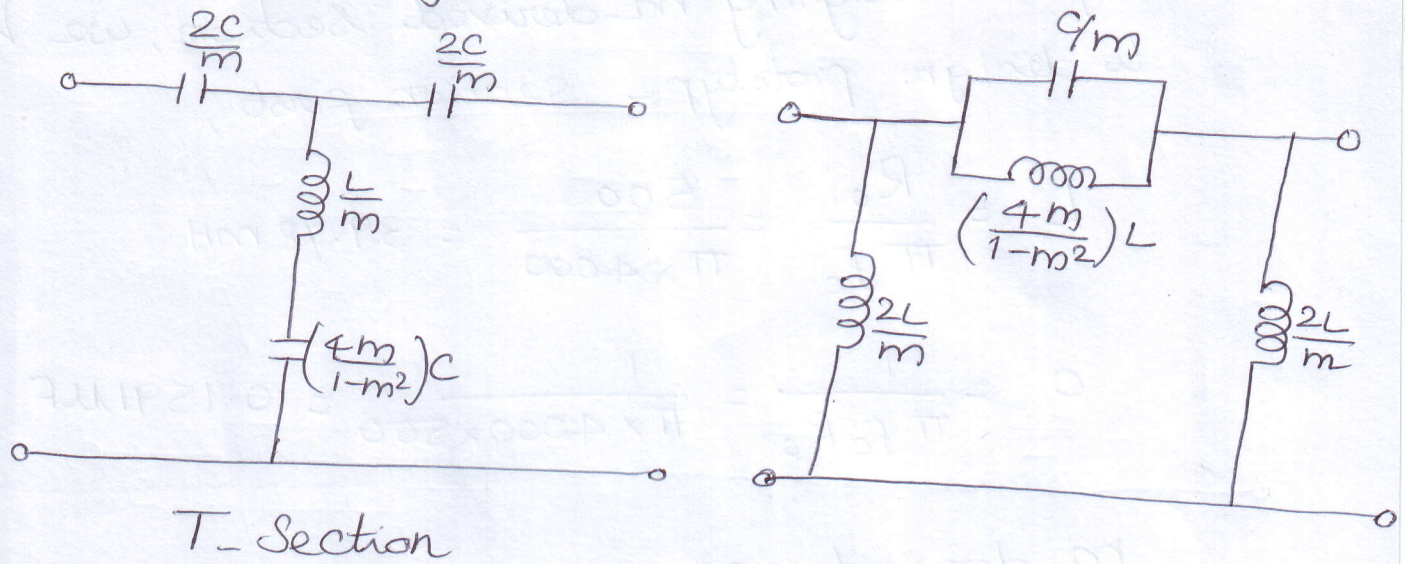 2C/m
2C/m
L/m
(4m/1-m²)C
T-Section
C/m
(4m/1-m²)L
2L/m
2L/m